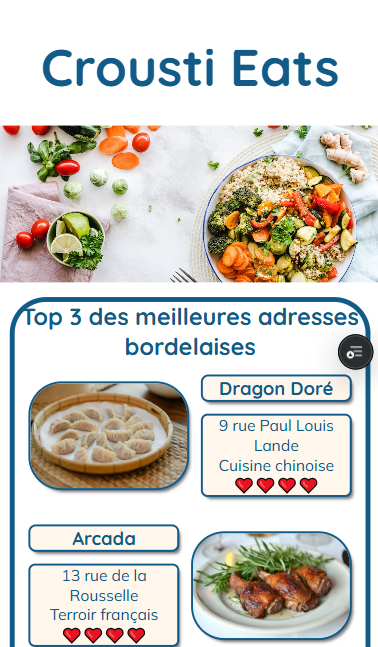 Crousti Eats
Top 3 des meilleures adresses
bordelaises
Dragon Doré
9 rue Paul Louis
Lande
Cuisine chinoise
Arcada
13 rue de la
Rousselle
Terroir français